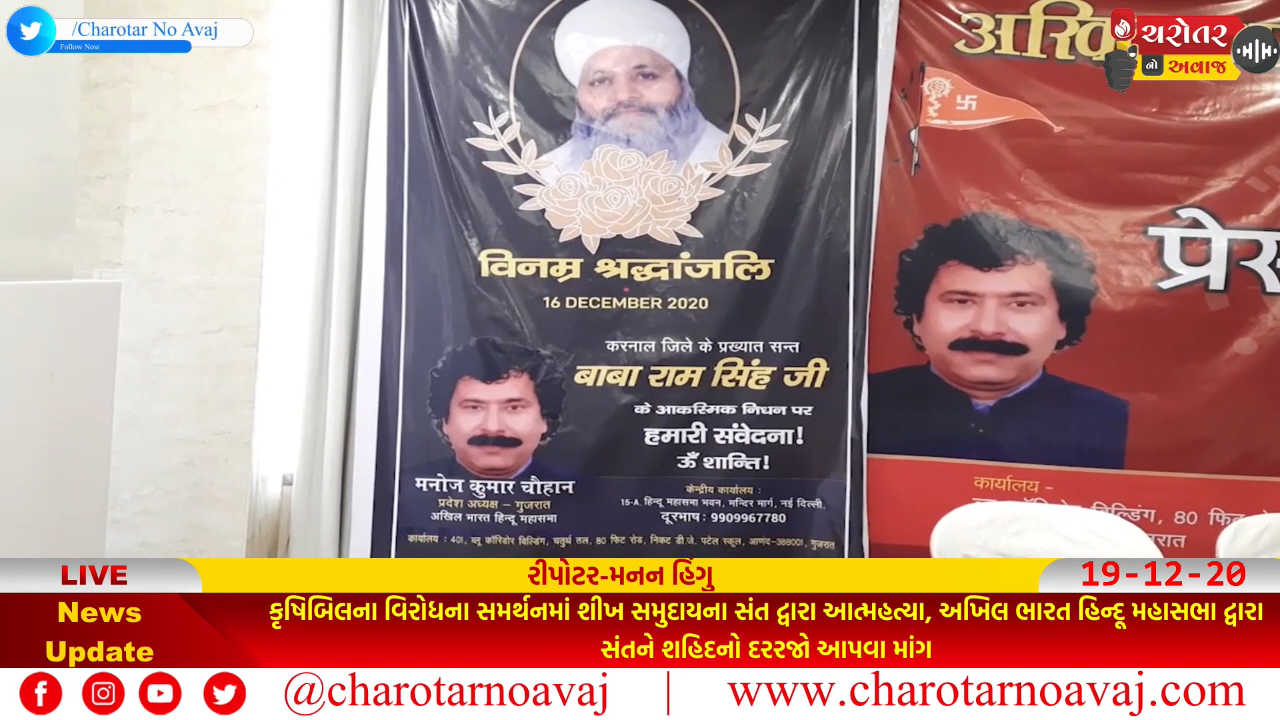 /Charotar No Avaj
Follow Now
ચરોતર
નો અવાજ
विनम्र श्रद्धांजलि
16 DECEMBER 2020
करनाल जिले के प्रख्यात सन्त
बाबा राम सिंह जी
के आकस्मिक निधन पर
हमारी संवेदना!
ॐ शान्ति!
मनोज कुमार चौहान
प्रदेश अध्यक्ष – गुजरात
अखिल भारत हिन्दू महासभा
केन्द्रीय कार्यालय :
15-A, हिन्दू महासभा भवन, मन्दिर मार्ग, नई दिल्ली.
दूरभाष: 9909967780
कार्यालय : 401, ब्लू कॉरिडोर बिल्डिंग, चतुर्थ तल, 80 फिट रोड, निकट डी.जे. पटेल स्कूल, आणंद-388001, गुजरात
कार्यालय -
बिल्डिंग, 80 फिट
LIVE
રીપોટર-મનન હિંગુ
19-12-20
News
Update
કૃષિબિલના વિરોધના સમર્થનમાં શીખ સમુદાયના સંત દ્વારા આત્મહત્યા, અખિલ ભારત હિન્દૂ મહાસભા દ્વારા
સંતને શહિદનો દરરજો આપવા માંગ
@charotarnoavaj | www.charotarnoavaj.com